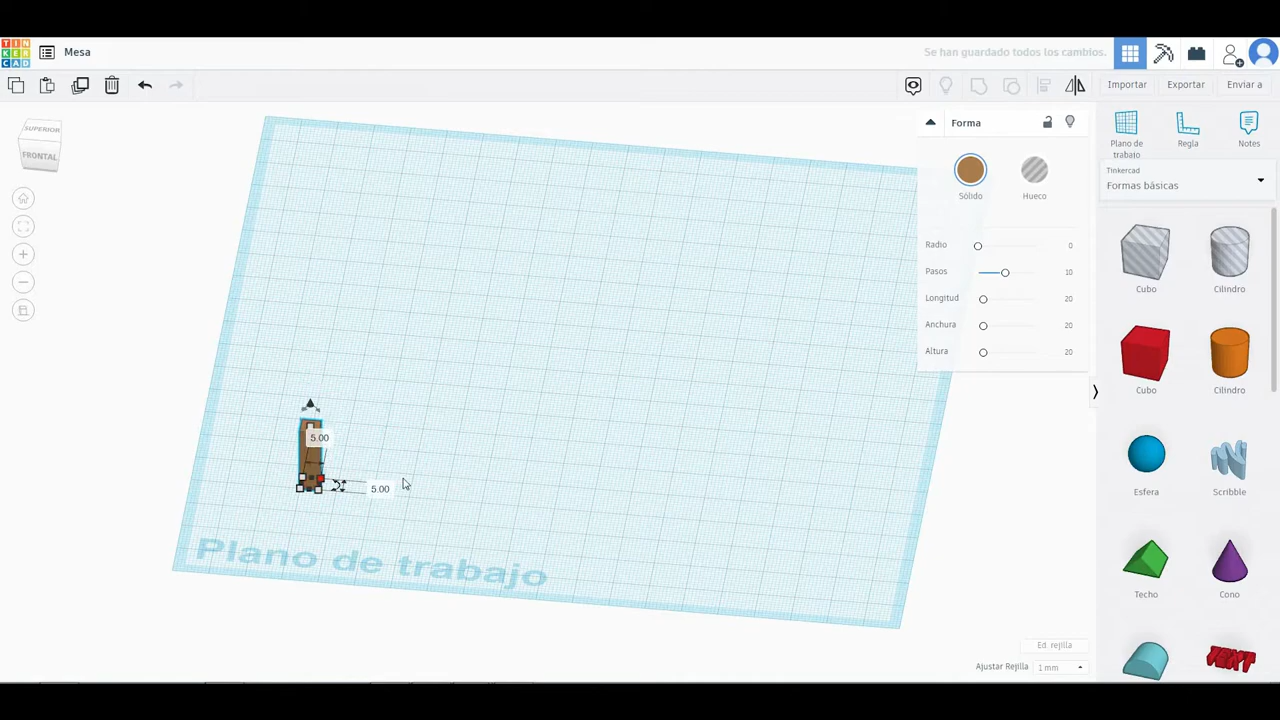 TIN
KER
CAD
Mesa
Se han guardado todos los cambios.
Importar
Exportar
Enviar a
SUPERIOR
FRONTAL
Forma
Sólido
Hueco
Radio 0
Pasos 10
Longitud 20
Anchura 20
Altura 20
Plano de
trabajo
Regla
Notes
Tinkercad
Formas básicas
Cubo
Cilindro
Cubo
Cilindro
Esfera
Scribble
Techo
Cono
TEXT
5.00
5.00
Plano de trabajo
Ed. rejilla
Ajustar Rejilla 1 mm